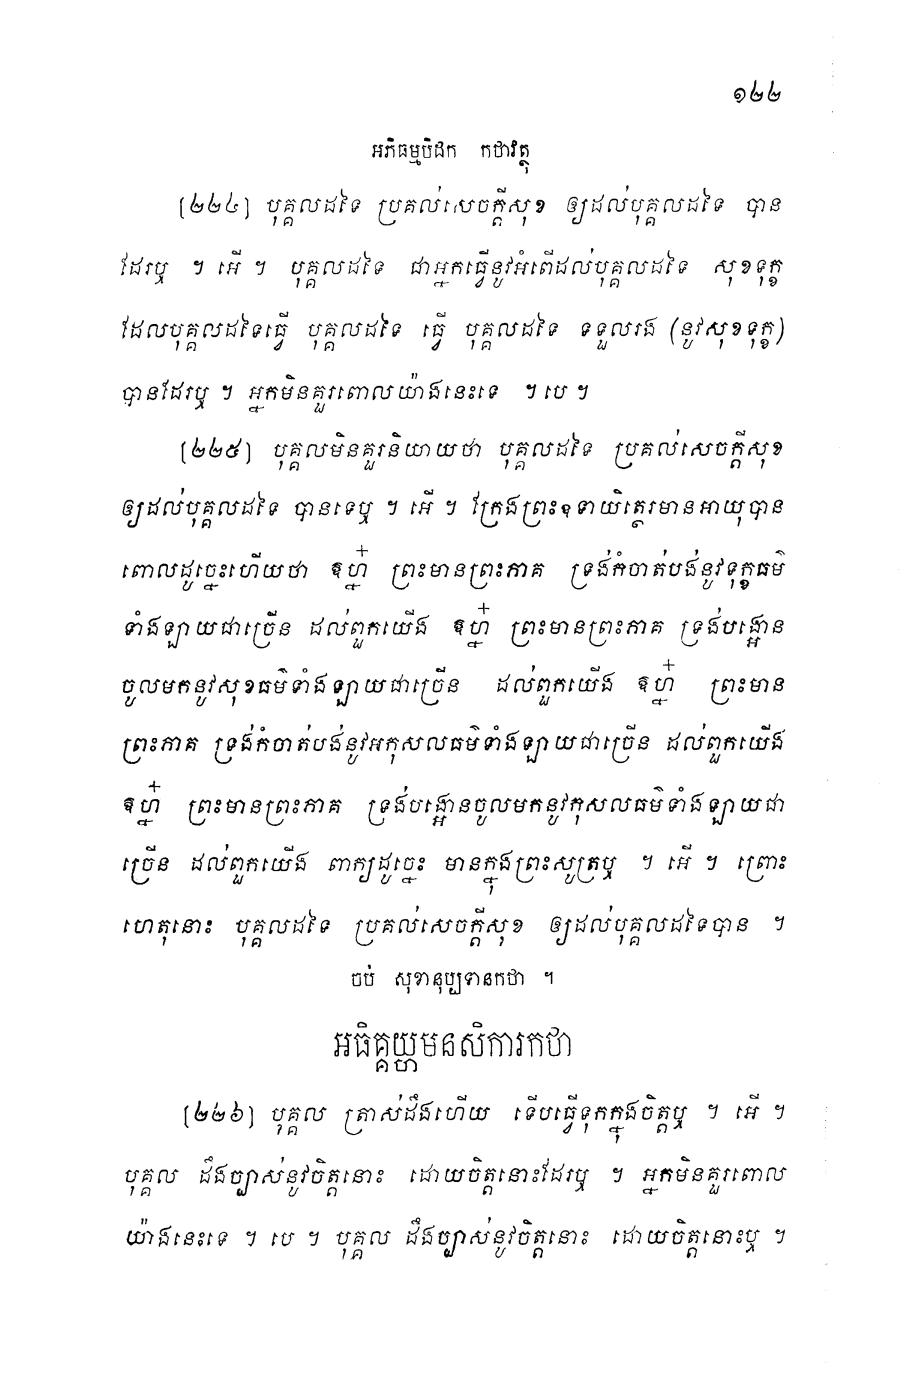 ១២២
អភិធម្មបិដក កថាវត្ថុ
[២២៤] បុគ្គលដទៃ ប្រគល់សេចក្តីសុខ ឲ្យដល់បុគ្គលដទៃ បាន
ដែរឬ ។ អើ ។ បុគ្គលដទៃ ជាអ្នកធ្វើនូវអំពើដល់បុគ្គលដទៃ សុខទុក្ខ
ដែលបុគ្គលដទៃធ្វើ បុគ្គលដទៃ ធ្វើ បុគ្គលដទៃ ទទួលរង (នូវសុខទុក្ខ)
បានដែរឬ ។ អ្នកមិនគួរពោលយ៉ាងនេះទេ ។ បេ ។
[២២៥] បុគ្គលមិនគួរនិយាយថា បុគ្គលដទៃ ប្រគល់សេចក្តីសុខ
ឲ្យដល់បុគ្គលដទៃ បានទេឬ ។ អើ ។ ក្រែងព្រះឧទាយិត្ថេរមានអាយុបាន
ពោលដូច្នេះហើយថា ឱហ្ន៎ ព្រះមានព្រះភាគ ទ្រង់កំចាត់បង់នូវទុក្ខធម៌
ទាំងឡាយជាច្រើន ដល់ពួកយើង ឱហ្ន៎ ព្រះមានព្រះភាគ ទ្រង់បង្អោន
ចូលមកនូវសុខធម៌ទាំងឡាយជាច្រើន ដល់ពួកយើង ឱហ្ន៎ ព្រះមាន
ព្រះភាគ ទ្រង់កំចាត់បង់នូវអកុសលធម៌ទាំងឡាយជាច្រើន ដល់ពួកយើង
ឱហ្ន៎ ព្រះមានព្រះភាគ ទ្រង់បង្អោនចូលមកនូវកុសលធម៌ទាំងឡាយជា
ច្រើន ដល់ពួកយើង ពាក្យដូច្នេះ មានក្នុងព្រះសូត្រឬ ។ អើ ។ ព្រោះ
ហេតុនោះ បុគ្គលដទៃ ប្រគល់សេចក្តីសុខ ឲ្យដល់បុគ្គលដទៃបាន ។
ចប់ សុខានុប្បទានកថា ។
អធិគ្គយ្ហមនសិការកថា
[២២៦] បុគ្គល ត្រាស់ដឹងហើយ ទើបធ្វើទុកក្នុងចិត្តឬ ។ អើ ។
បុគ្គល ដឹងច្បាស់នូវចិត្តនោះ ដោយចិត្តនោះដែរឬ ។ អ្នកមិនគួរពោល
យ៉ាងនេះទេ ។ បេ ។ បុគ្គល ដឹងច្បាស់នូវចិត្តនោះ ដោយចិត្តនោះឬ ។